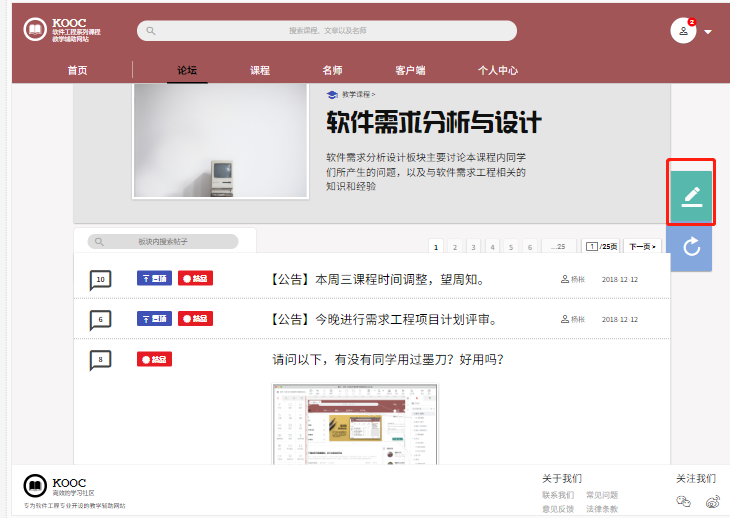 KOOC
软件工程系列课程
教学辅助网站
搜索课程、文章以及名师
2
首页
论坛
课程
名师
客户端
个人中心
教学课程 >
软件需求分析与设计
软件需求分析设计板块主要讨论本课程内同学
们所产生的问题，以及与软件需求工程相关的
知识和经验
板块内搜索帖子
1 2 3 4 5 6 ...25 1 /25页 下一页
10 置顶 精品 【公告】本周三课程时间调整，望周知。 杨枨 2018-12-12
6 置顶 精品 【公告】今晚进行需求工程项目计划评审。 杨枨 2018-12-12
8 精品 请问以下，有没有同学用过墨刀？好用吗？
KOOC
高效的学习社区
专为软件工程专业开设的教学辅助网站
关于我们
联系我们 常见问题
意见反馈 法律条款
关注我们